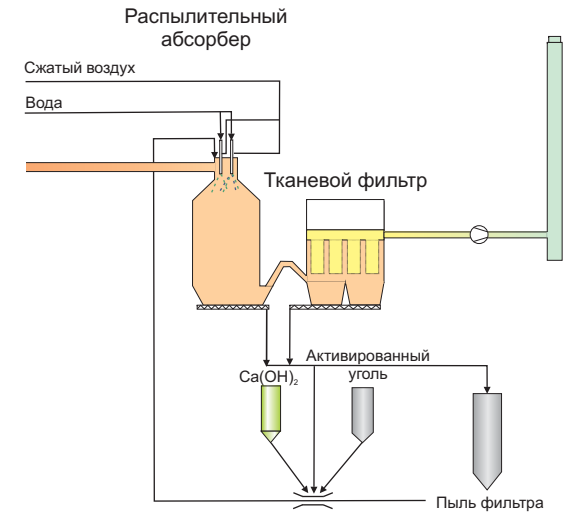 Распылительный
абсорбер
Сжатый воздух
Вода
Тканевой фильтр
Активированный
уголь
Ca(OH)₂
Пыль фильтра